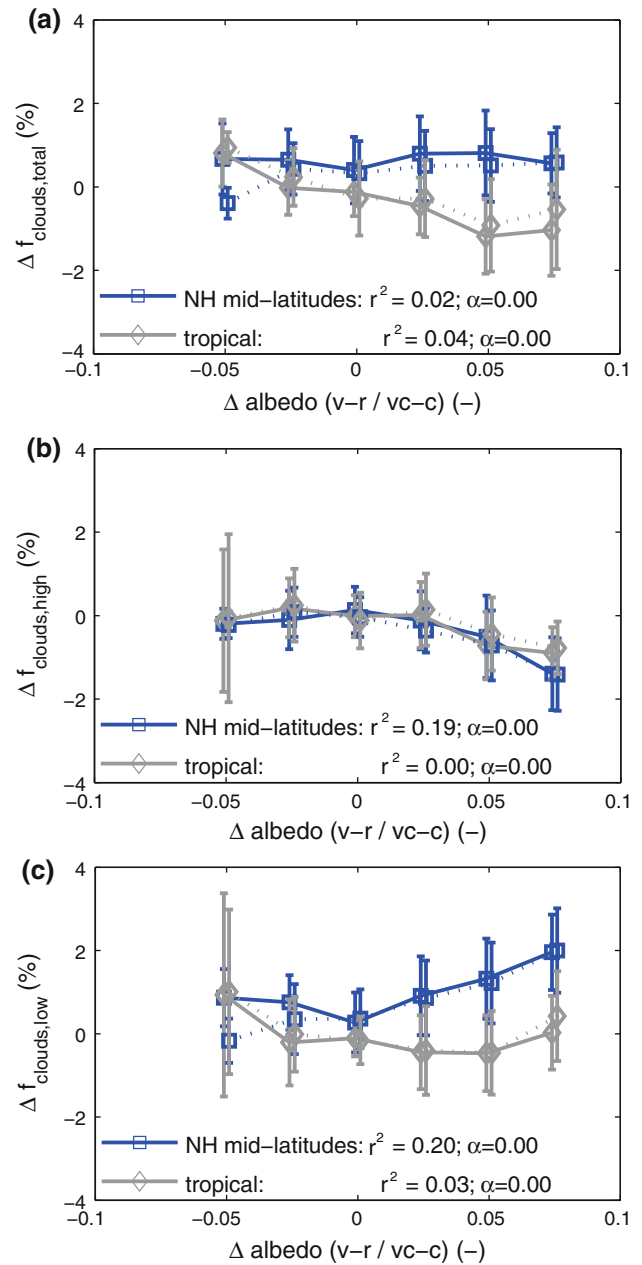 (a)
4
2
0
−2
−4
Δ f clouds,total (%)
NH mid−latitudes: r² = 0.02; α=0.00
tropical: r² = 0.04; α=0.00
−0.1 −0.05 0 0.05 0.1
Δ albedo (v−r / vc−c) (−)
(b)
4
2
0
−2
−4
Δ f clouds,high (%)
NH mid−latitudes: r² = 0.19; α=0.00
tropical: r² = 0.00; α=0.00
−0.1 −0.05 0 0.05 0.1
Δ albedo (v−r / vc−c) (−)
(c)
4
2
0
−2
−4
Δ f clouds,low (%)
NH mid−latitudes: r² = 0.20; α=0.00
tropical: r² = 0.03; α=0.00
−0.1 −0.05 0 0.05 0.1
Δ albedo (v−r / vc−c) (−)